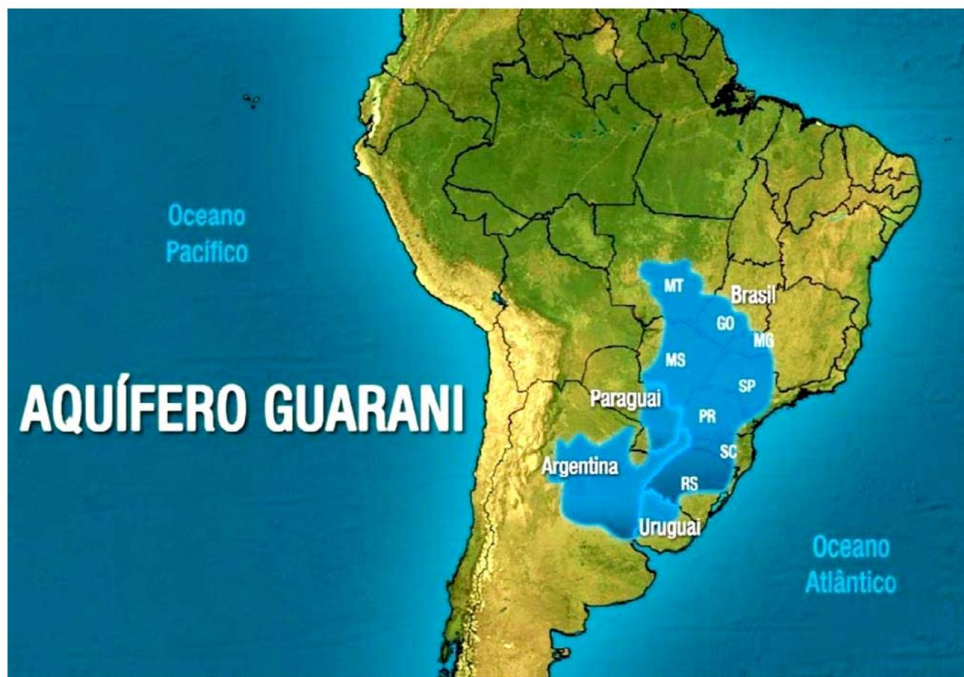 Oceano
Pacífico
MT
Brasil
GO
MG
MS
SP
Paraguai
AQUÍFERO GUARANI
PR
SC
Argentina
RS
Uruguai
Oceano
Atlântico